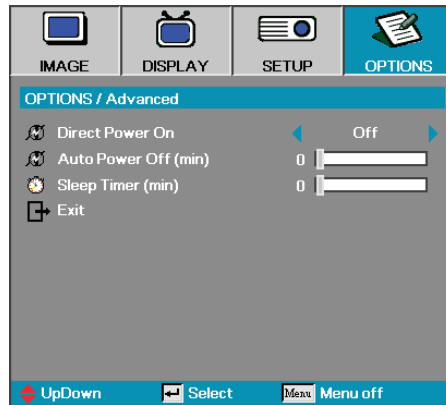 IMAGE DISPLAY SETUP OPTIONS
OPTIONS / Advanced
Direct Power On Off
Auto Power Off (min) 0
Sleep Timer (min) 0
Exit
UpDown Select Menu Menu off